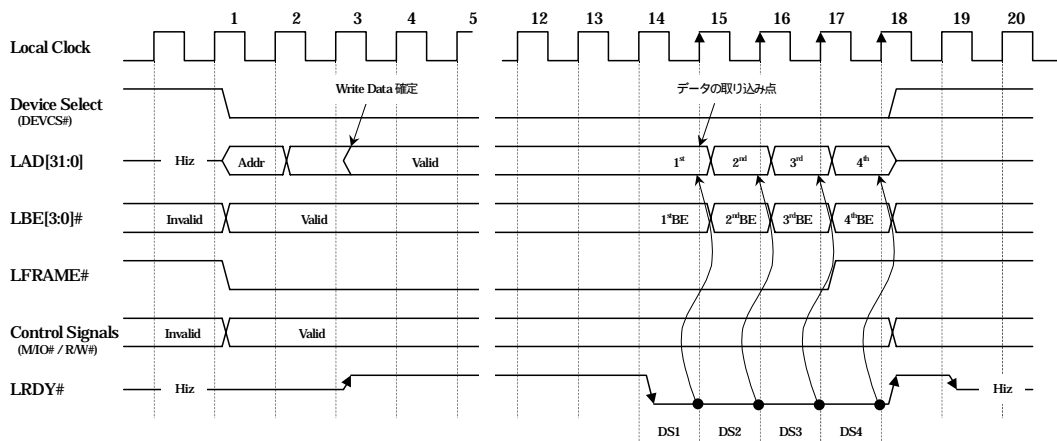 1 2 3 4 5 12 13 14 15 16 17 18 19 20
Local Clock
Write Data 確定
データの取り込み点
Device Select
(DEVCS#)
LAD[31:0] Hiz Addr Valid 1st 2nd 3rd 4th
LBE[3:0]# Invalid Valid 1stBE 2ndBE 3rdBE 4thBE
LFRAME#
Control Signals Invalid Valid
(M/IO# / R/W#)
LRDY# Hiz Hiz
DS1 DS2 DS3 DS4